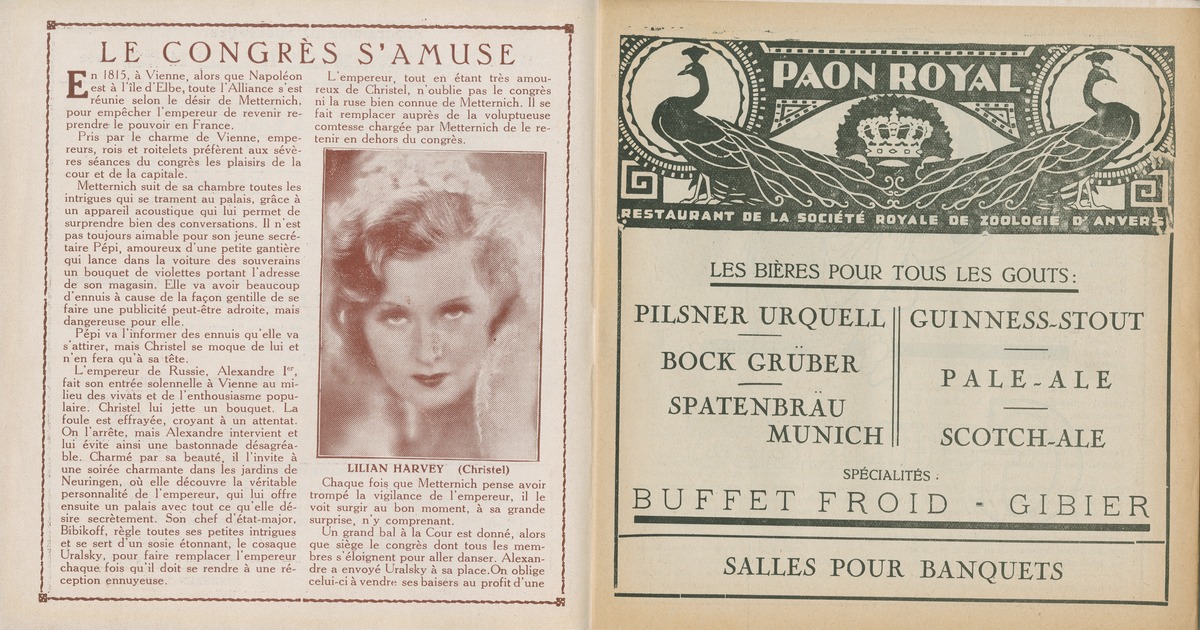 LE CONGRÈS S'AMUSE
En 1815, à Vienne, alors que Napoléon
est à l'île d'Elbe, toute l'Alliance s'est
réunie selon le désir de Metternich,
pour empêcher l'empereur de revenir re-
prendre le pouvoir en France.
Pris par le charme de Vienne, empe-
reurs, rois et roitelets préfèrent aux sévè-
res séances du congrès les plaisirs de la
cour et de la capitale.
Metternich suit de sa chambre toutes les
intrigues qui se trament au palais, grâce à
un appareil acoustique qui lui permet de
surprendre bien des conversations. Il n'est
pas toujours aimable pour son jeune secré-
taire Pépi, amoureux d'une petite gantière
qui lance dans la voiture des souverains
un bouquet de violettes portant l'adresse
de son magasin. Elle va avoir beaucoup
d'ennuis à cause de la façon gentille de se
faire une publicité peut-être adroite, mais
dangereuse pour elle.
Pépi va l'informer des ennuis qu'elle va
s'attirer, mais Christel se moque de lui et
n'en fera qu'à sa tête.
L'empereur de Russie, Alexandre Ier,
fait son entrée solennelle à Vienne au mi-
lieu des vivats et de l'enthousiasme popu-
laire. Christel lui jette un bouquet. La
foule est effrayée, croyant à un attentat.
On l'arrête, mais Alexandre intervient et
lui évite ainsi une bastonnade désagréa-
ble. Charmé par sa beauté, il l'invite à
une soirée charmante dans les jardins de
Neuringen, où elle découvre la véritable
personnalité de l'empereur, qui lui offre
ensuite un palais avec tout ce qu'elle dé-
sire secrètement. Son chef d'état-major,
Bibikoff, règle toutes ses petites intrigues
et se sert d'un sosie étonnant, le cosaque
Uralsky, pour faire remplacer l'empereur
chaque fois qu'il doit se rendre à une ré-
ception ennuyeuse.
L'empereur, tout en étant très amou-
reux de Christel, n'oublie pas le congrès
ni la ruse bien connue de Metternich. Il se
fait remplacer auprès de la voluptueuse
comtesse chargée par Metternich de le re-
tenir en dehors du congrès.
LILIAN HARVEY (Christel)
Chaque fois que Metternich pense avoir
trompé la vigilance de l'empereur, il le
voit surgir au bon moment, à sa grande
surprise, n'y comprenant.
Un grand bal à la Cour est donné, alors
que siège le congrès dont tous les mem-
bres s'éloignent pour aller danser. Alexan-
dre a envoyé Uralsky à sa place. On oblige
celui-ci à vendre ses baisers au profit d'une
PAON ROYAL
RESTAURANT DE LA SOCIÉTÉ ROYALE DE ZOOLOGIE D'ANVERS
LES BIÈRES POUR TOUS LES GOUTS:
PILSNER URQUELL
BOCK GRÜBER
SPATENBRÄU
MUNICH
GUINNESS-STOUT
PALE-ALE
SCOTCH-ALE
SPÉCIALITÉS:
BUFFET FROID - GIBIER
SALLES POUR BANQUETS